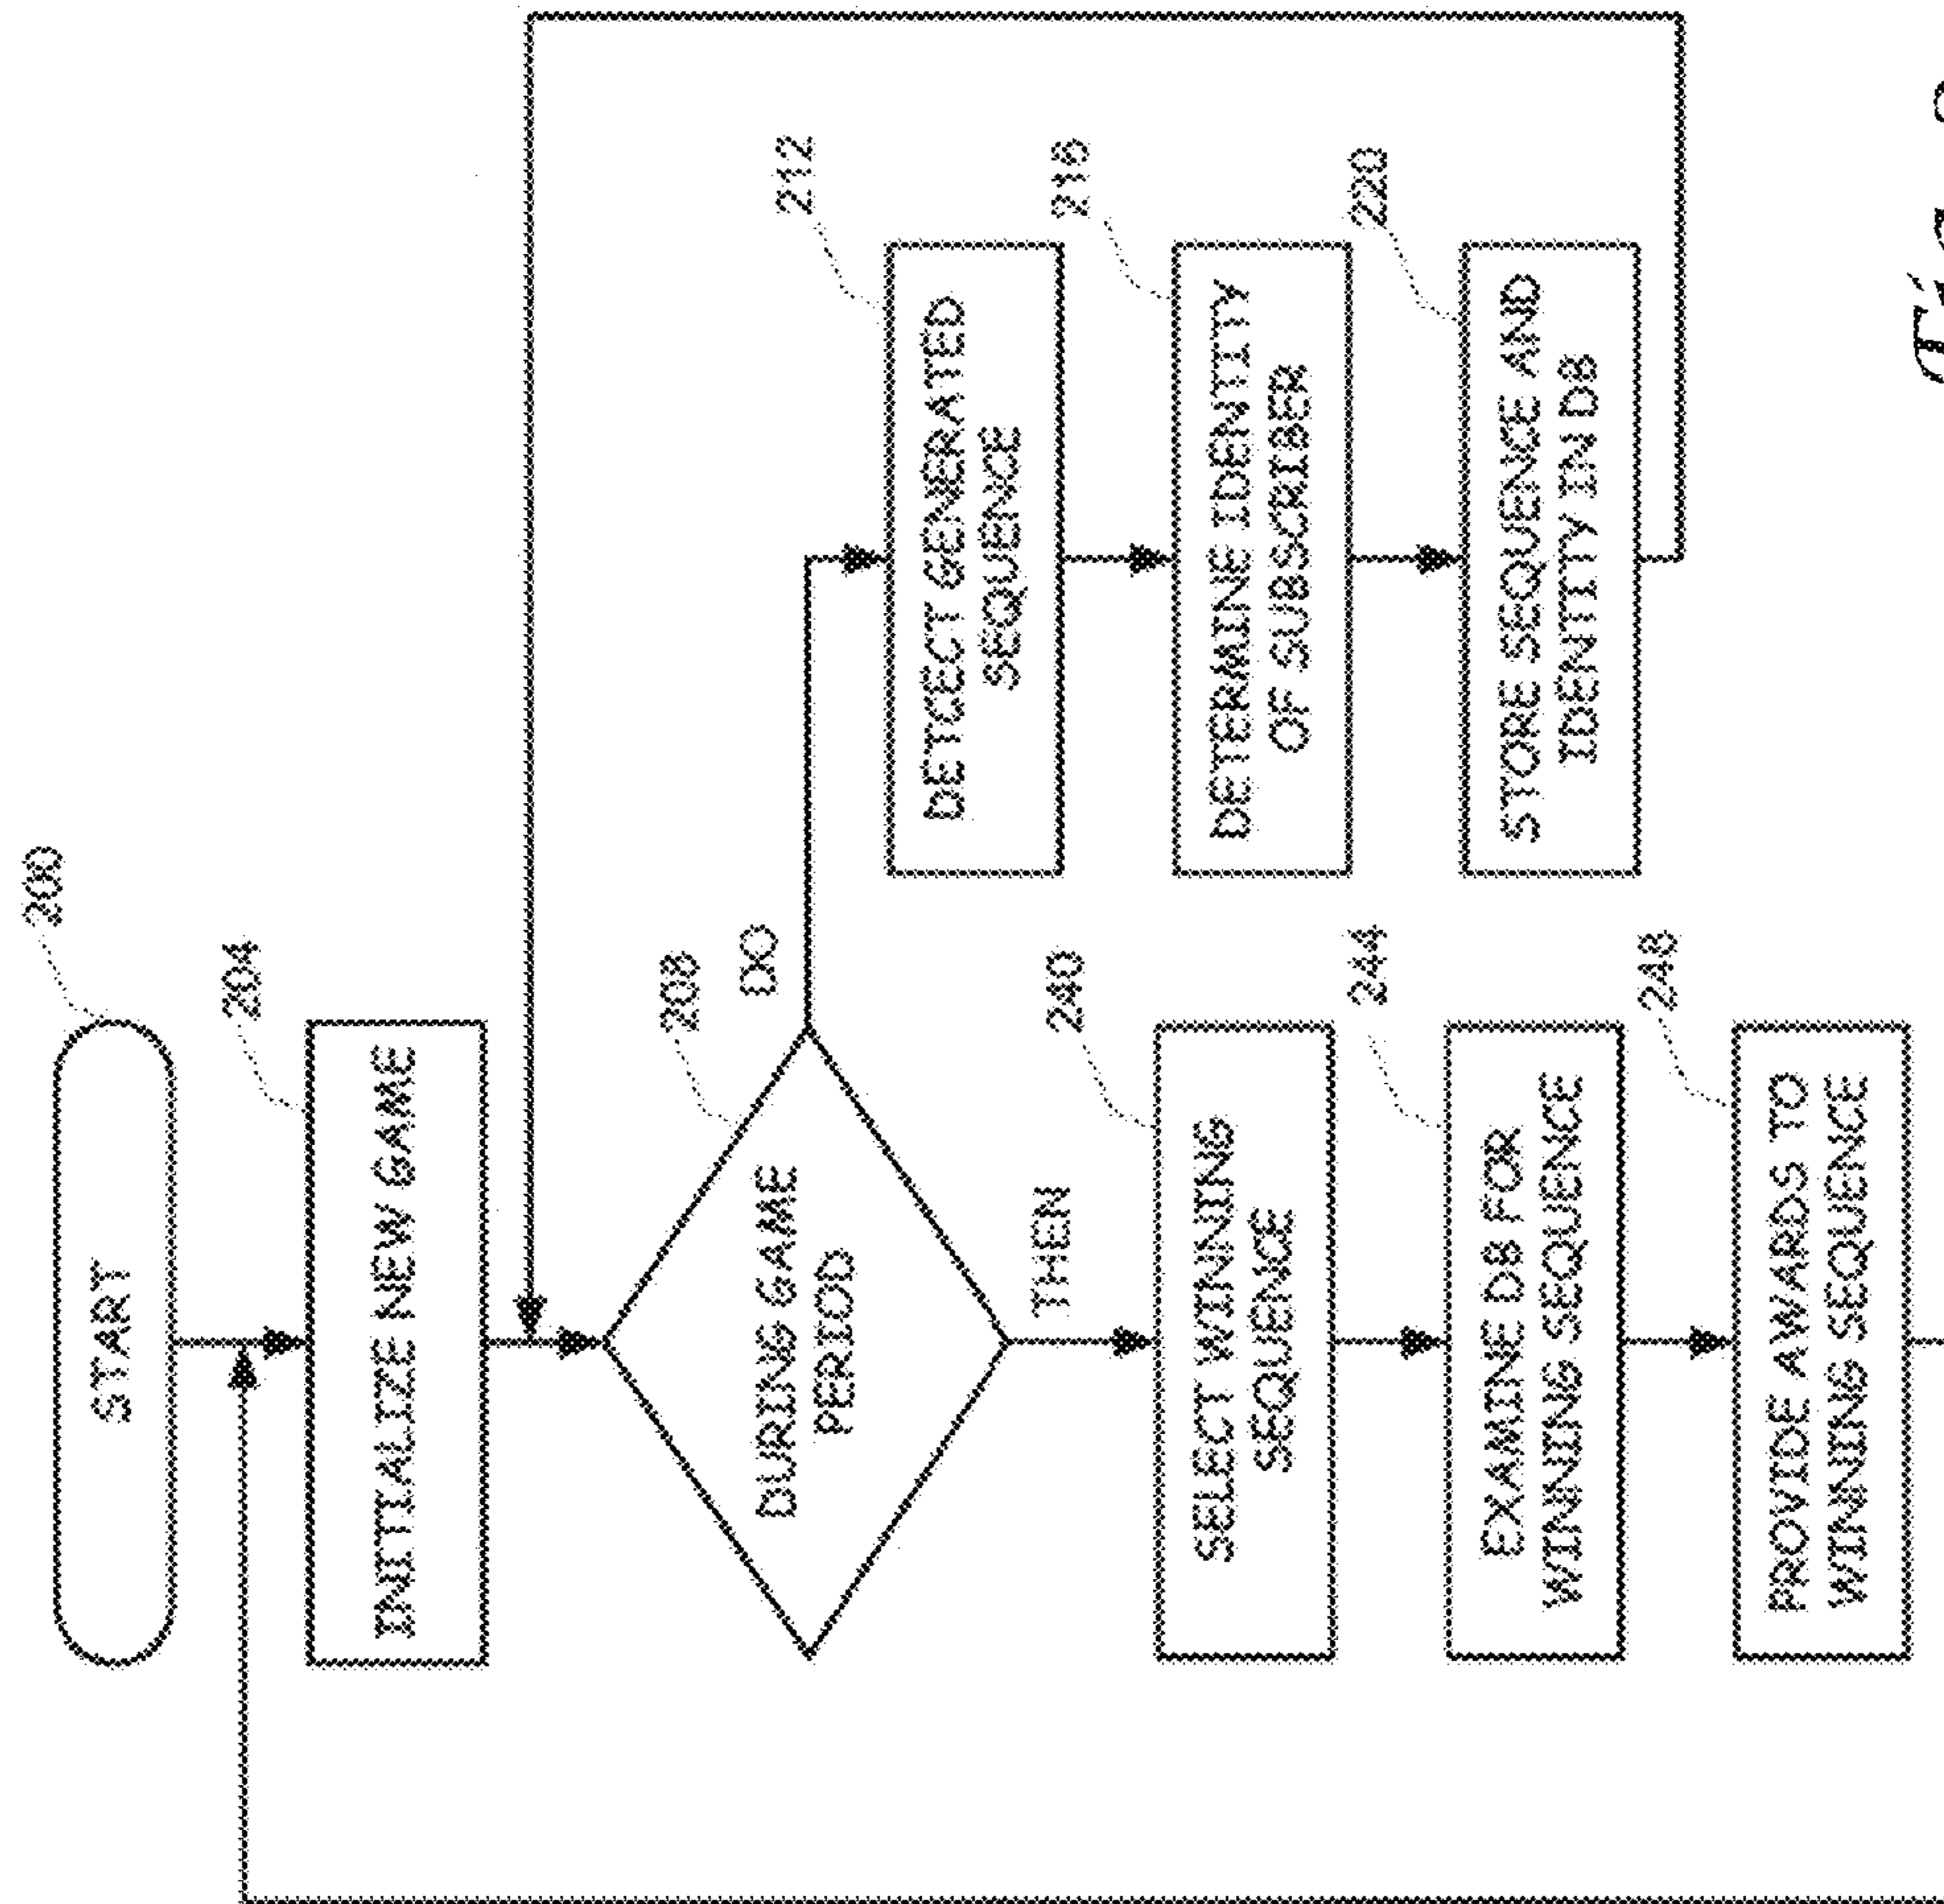 START
200
INITIALIZE NEW GAME
204
DURING GAME
PERIOD
208
DO
THEN
DETCECT GENERATED
SEQUENCE
212
DETERMINE IDENTITY
OF SUBSCRIBER
216
STORE SEQUENCE AND
IDENTITY IN DB
220
SELECT WINNING
SEQUENCE
240
EXAMINE DB FOR
WINNING SEQUENCE
244
PROVIDE AWARDS TO
WINNING SEQUENCE
248